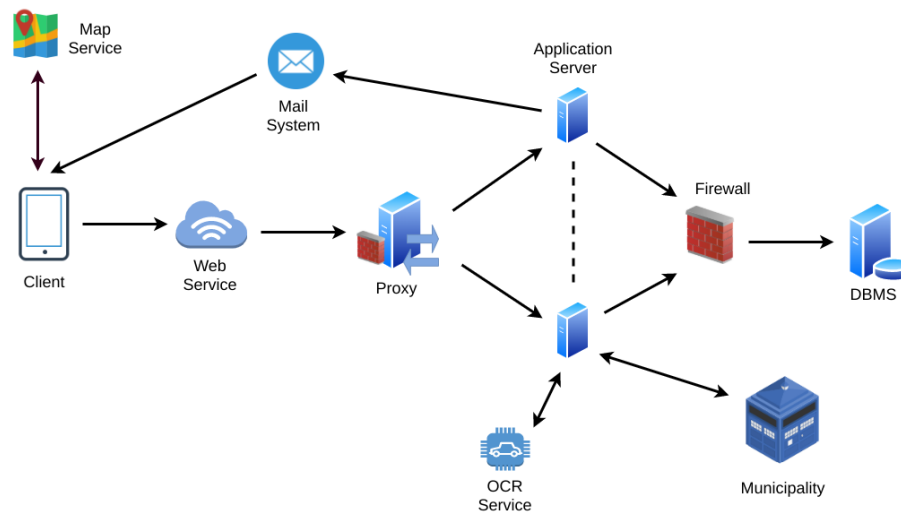 Map
Service
Application
Server
Mail
System
Firewall
Client
Web
Service
Proxy
DBMS
OCR
Service
Municipality